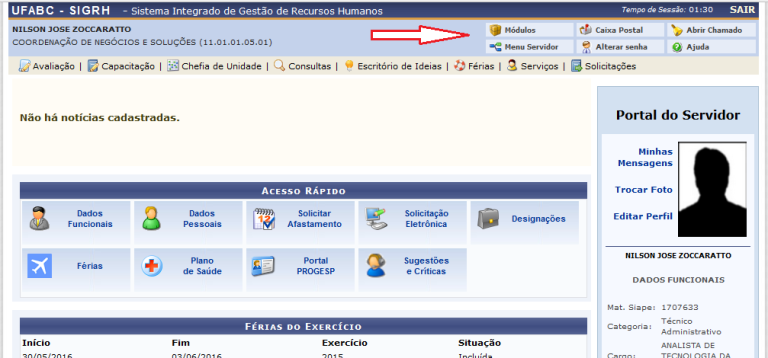 UFABC - SIGRH - Sistema Integrado de Gestão de Recursos Humanos Tempo de Sessão: 01:30 SAIR
NILSON JOSE ZOCCARATTO
COORDENAÇÃO DE NEGÓCIOS E SOLUÇÕES (11.01.01.05.01)
Módulos Caixa Postal Abrir Chamado
Menu Servidor Alterar senha Ajuda
Avaliação | Capacitação | Chefia de Unidade | Consultas | Escritório de Ideias | Férias | Serviços | Solicitações
Não há notícias cadastradas.
ACESSO RÁPIDO
Dados Funcionais
Dados Pessoais
Solicitar Afastamento
Solicitação Eletrônica
Designações
Férias
Plano de Saúde
Portal PROGESP
Sugestões e Críticas
FÉRIAS DO EXERCÍCIO
Início Fim Exercício Situação
30/05/2016 03/06/2016 2015 Incluída
Portal do Servidor
Minhas
Mensagens
Trocar Foto
Editar Perfil
NILSON JOSE ZOCCARATTO
DADOS FUNCIONAIS
Mat. Siape: 1707633
Categoria: Técnico
Administrativo
ANALISTA DE
Cargo: TECNOLOGIA DA